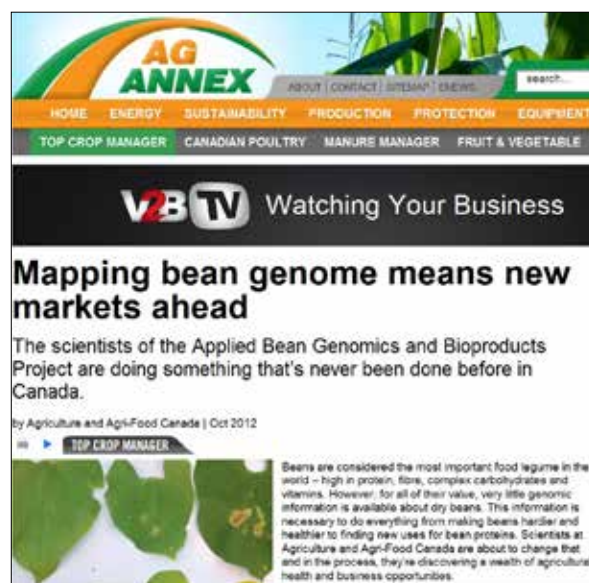 AG
ANNEX
ABOUT | CONTACT | SITEMAP | ENEWS
search...
HOME ENERGY SUSTAINABILITY PRODUCTION PROTECTION EQUIPMENT
TOP CROP MANAGER CANADIAN POULTRY MANURE MANAGER FRUIT & VEGETABLE
V2B TV Watching Your Business
Mapping bean genome means new
markets ahead
The scientists of the Applied Bean Genomics and Bioproducts
Project are doing something that's never been done before in
Canada.
by Agriculture and Agri-Food Canada | Oct 2012
TOP CROP MANAGER
Beans are considered the most important food legume in the
world – high in protein, fibre, complex carbohydrates and
vitamins. However, for all of their value, very little genomic
information is available about dry beans. This information is
necessary to do everything from making beans hardier and
healthier to finding new uses for bean proteins. Scientists at
Agriculture and Agri-Food Canada are about to change that
and in the process, they're discovering a wealth of agricultural
health and business opportunities.